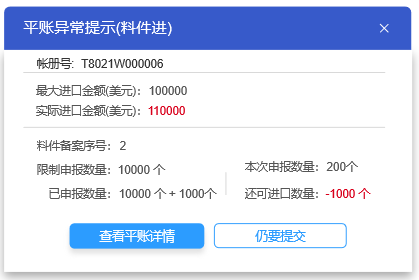 平账异常提示(料件进)
帐册号: T8021W000006
最大进口金额(美元): 100000
实际进口金额(美元): 110000
料件备案序号: 2
限制申报数量: 10000 个
本次申报数量: 200个
已申报数量: 10000 个 + 1000个
还可进口数量: -1000 个
查看平账详情
仍要提交